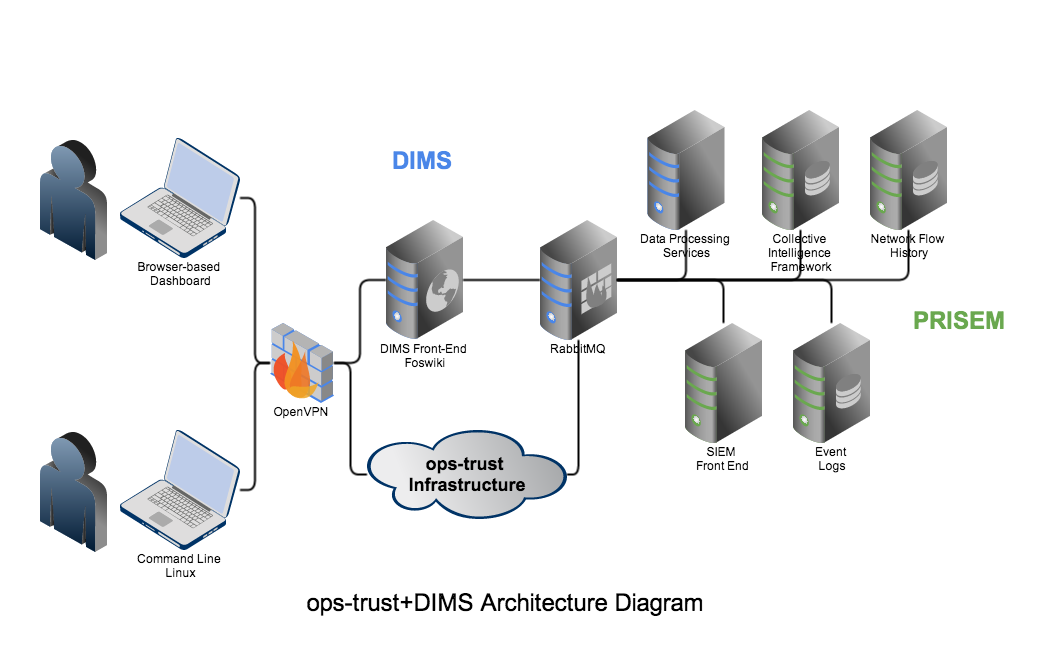 DIMS
Data Processing
Services
Collective
Intelligence
Framework
Network Flow
History
Browser-based
Dashboard
PRISEM
DIMS Front-End
Foswiki
RabbitMQ
OpenVPN
SIEM
Front End
Event
Logs
ops-trust
Infrastructure
Command Line
Linux
ops-trust+DIMS Architecture Diagram